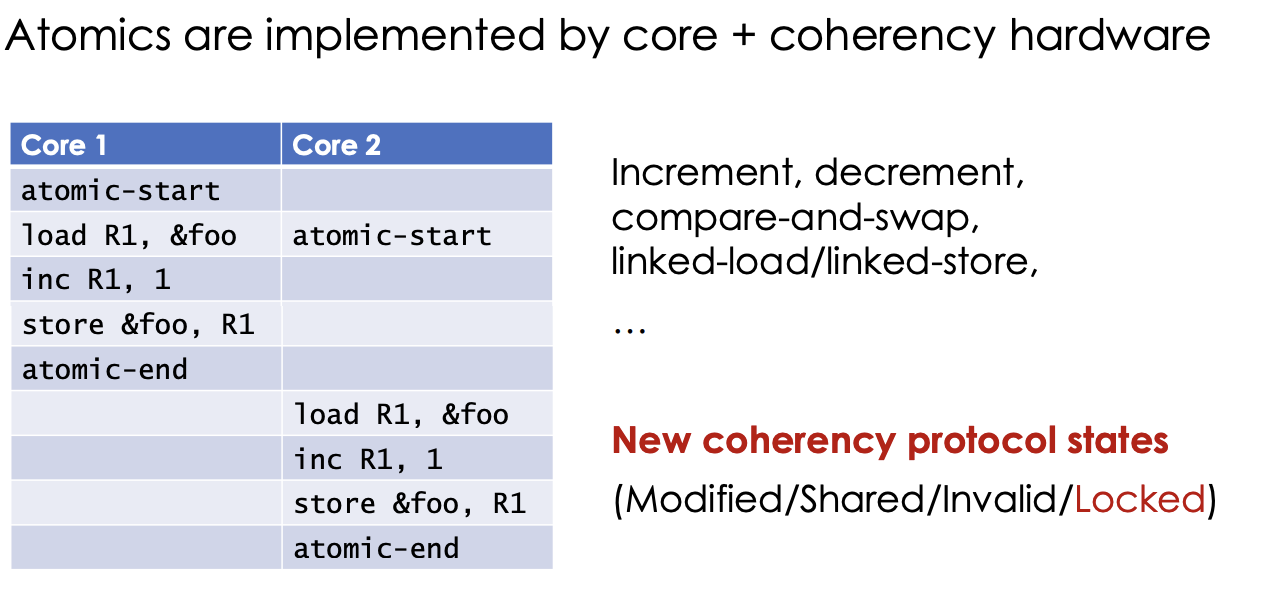 Atomics are implemented by core + coherency hardware
Core 1 Core 2
atomic-start
load R1, &foo atomic-start
inc R1, 1
store &foo, R1
atomic-end
load R1, &foo
inc R1, 1
store &foo, R1
atomic-end
Increment, decrement,
compare-and-swap,
linked-load/linked-store,
…
New coherency protocol states
(Modified/Shared/Invalid/Locked)